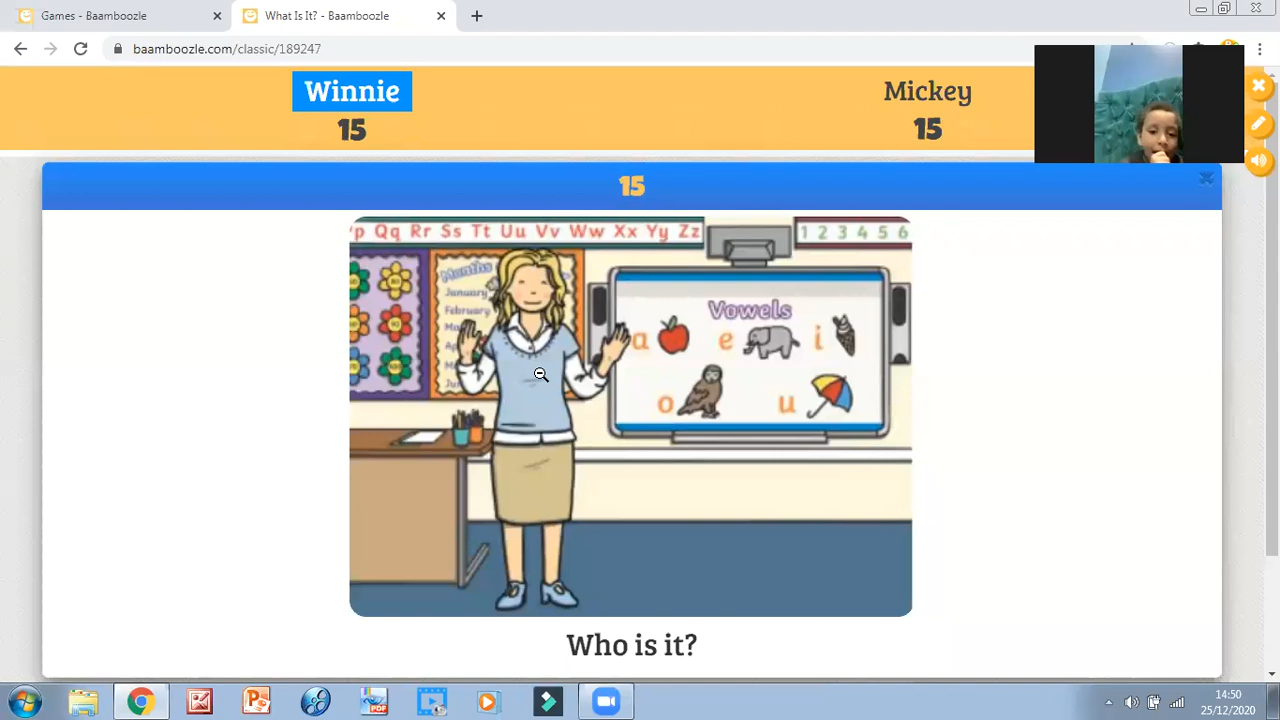 Games - Baamboozle
What Is It? - Baamboozle
baamboozle.com/classic/189247
Winnie
15
Mickey
15
15
p Qq Rr Ss Tt Uu Vv Ww Xx Yy Zz
1 2 3 4 5 6
Months
January
February
Vowels
a e i
o u
Who is it?
PDF
14:50
25/12/2020